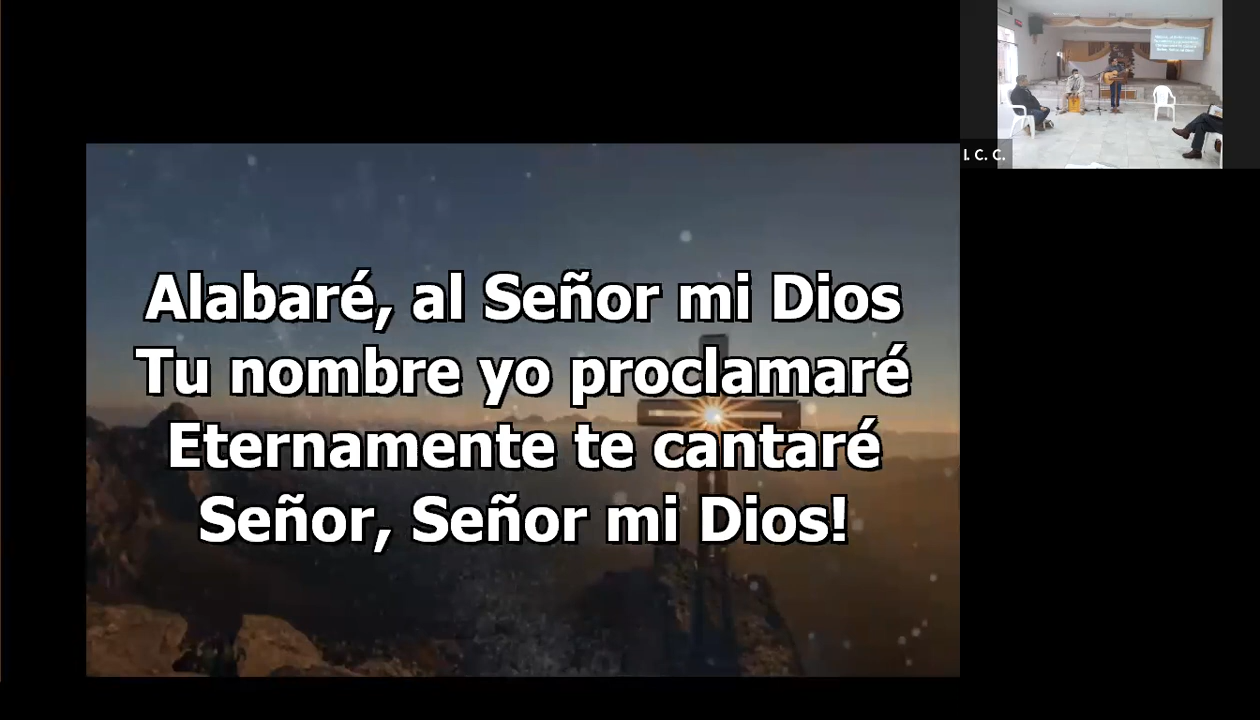 Alabaré, al Señor mi Dios
Tu nombre yo proclamaré
Eternamente te cantaré
Señor, Señor mi Dios!
I. C. C.